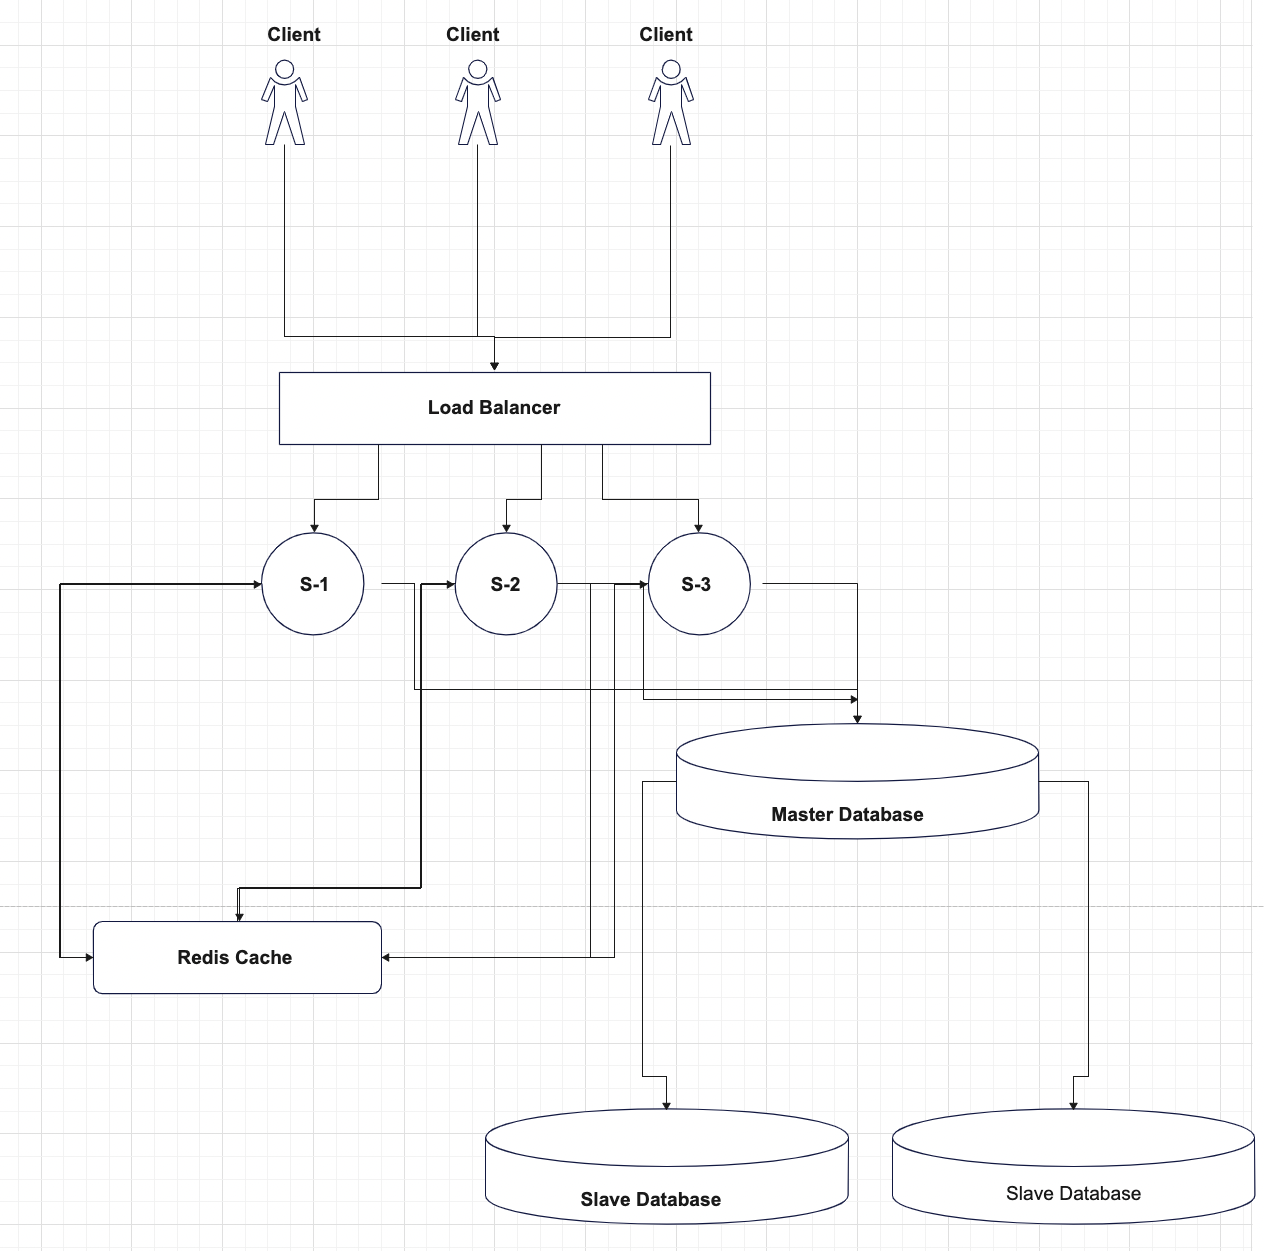 Client
Client
Client
Load Balancer
S-1
S-2
S-3
Master Database
Redis Cache
Slave Database
Slave Database